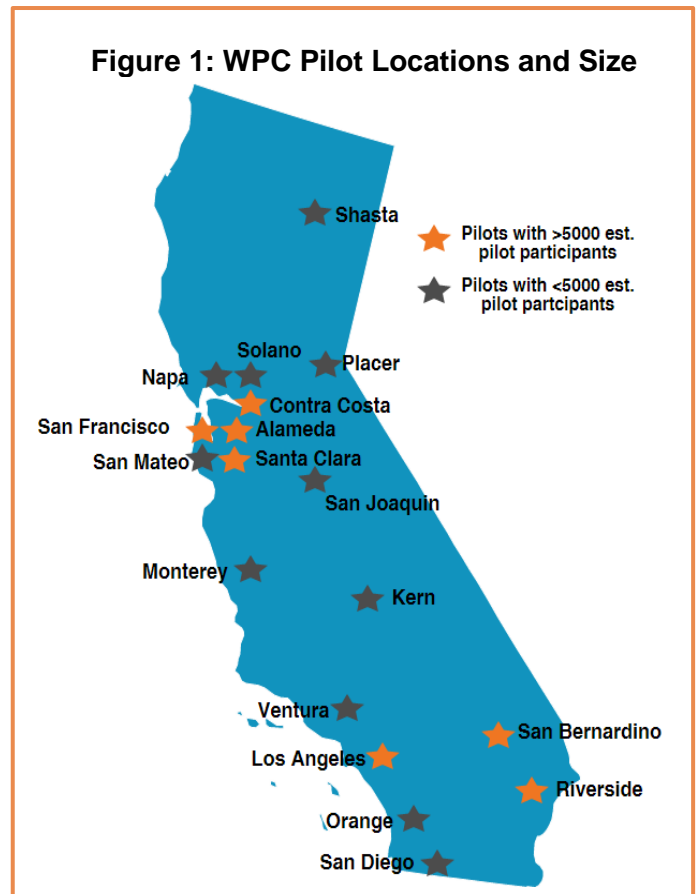 Figure 1: WPC Pilot Locations and Size
Shasta
Pilots with >5000 est.
pilot participants
Pilots with <5000 est.
pilot partcipants
Solano
Placer
Napa
Contra Costa
San Francisco
Alameda
San Mateo
Santa Clara
San Joaquin
Monterey
Kern
Ventura
San Bernardino
Los Angeles
Riverside
Orange
San Diego